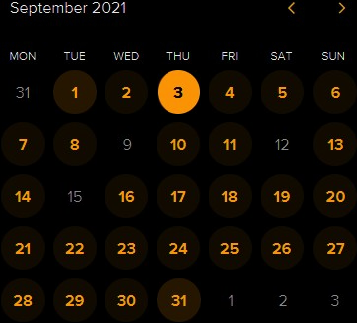 September 2021
MON TUE WED THU FRI SAT SUN
31 1 2 3 4 5 6
7 8 9 10 11 12 13
14 15 16 17 18 19 20
21 22 23 24 25 26 27
28 29 30 31 1 2 3